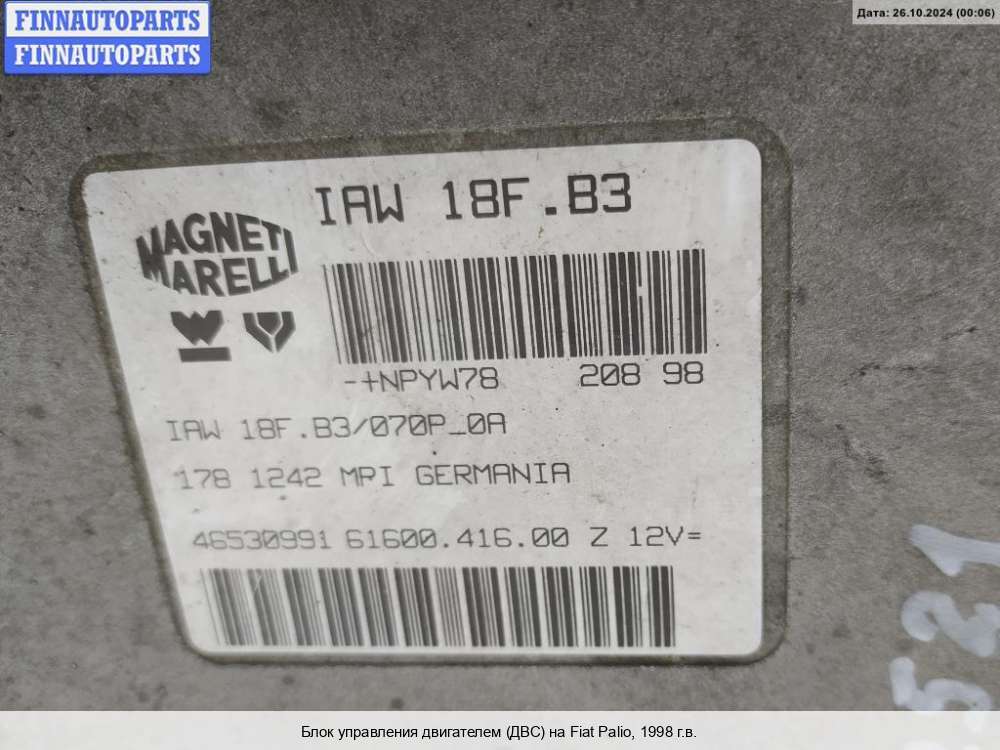 FINNAUTOPARTS
FINNAUTOPARTS
Дата: 26.10.2024 (00:06)
IAW 18F.B3
MAGNETI
MARELLI
-+NPYW78 208 98
IAW 18F.B3/070P_0A
178 1242 MPI GERMANIA
46530991 61600.416.00 Z 12V=
521
Блок управления двигателем (ДВС) на Fiat Palio, 1998 г.в.